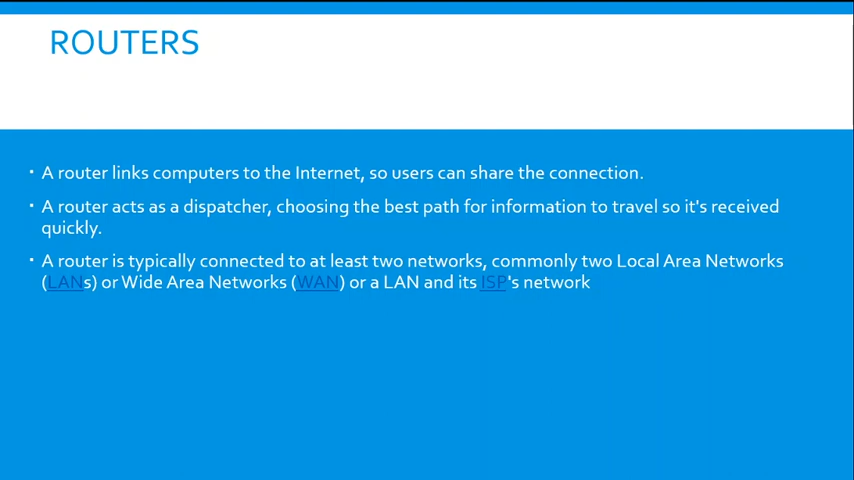 ROUTERS
• A router links computers to the Internet, so users can share the connection.
• A router acts as a dispatcher, choosing the best path for information to travel so it's received
quickly.
• A router is typically connected to at least two networks, commonly two Local Area Networks
(LANs) or Wide Area Networks (WAN) or a LAN and its ISP's network